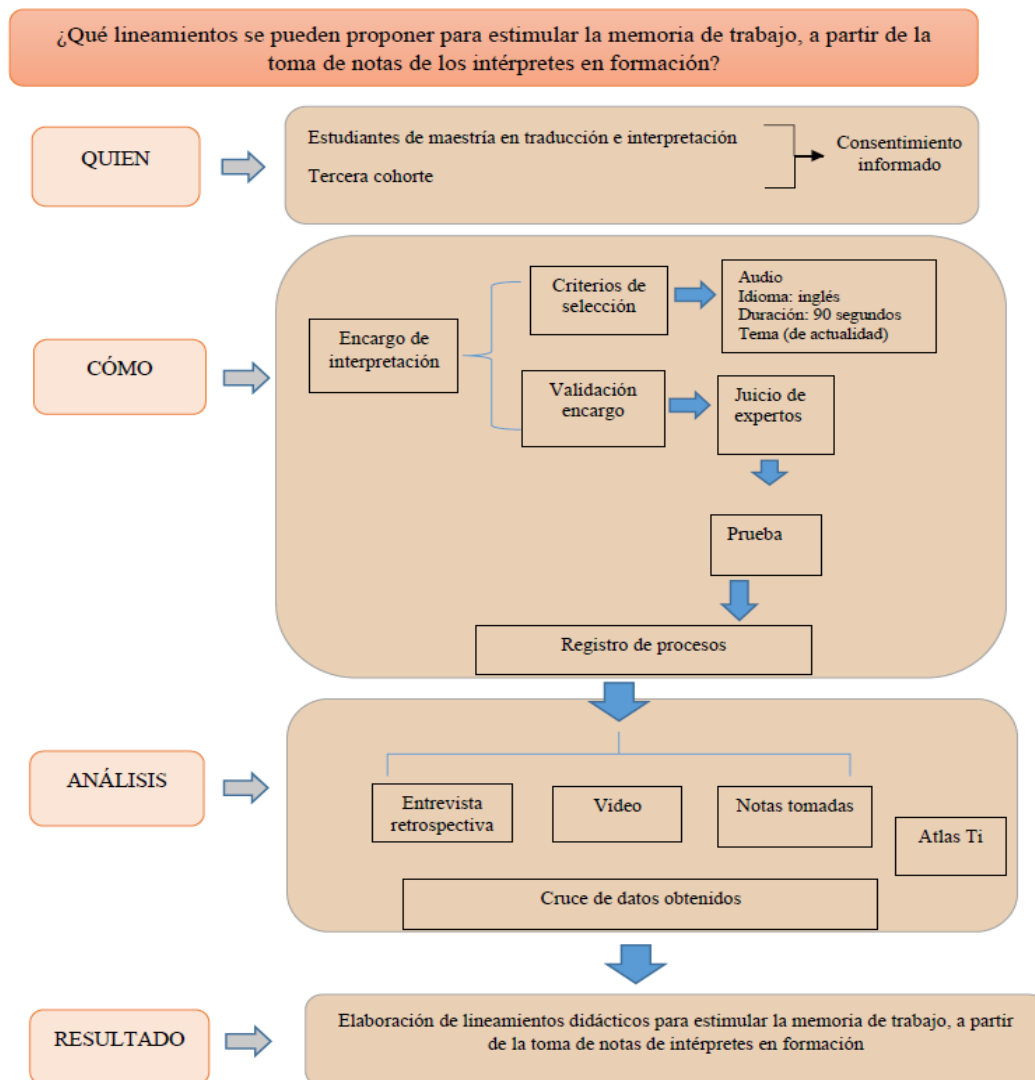 ¿Qué lineamientos se pueden proponer para estimular la memoria de trabajo, a partir de la
toma de notas de los intérpretes en formación?
QUIEN
Estudiantes de maestría en traducción e interpretación
Tercera cohorte
Consentimiento
informado
CÓMO
Encargo de
interpretación
Criterios de
selección
Audio
Idioma: inglés
Duración: 90 segundos
Tema (de actualidad)
Validación
encargo
Juicio de
expertos
Prueba
Registro de procesos
ANÁLISIS
Entrevista
retrospectiva
Video
Notas tomadas
Atlas Ti
Cruce de datos obtenidos
RESULTADO
Elaboración de lineamientos didácticos para estimular la memoria de trabajo, a partir
de la toma de notas de intérpretes en formación